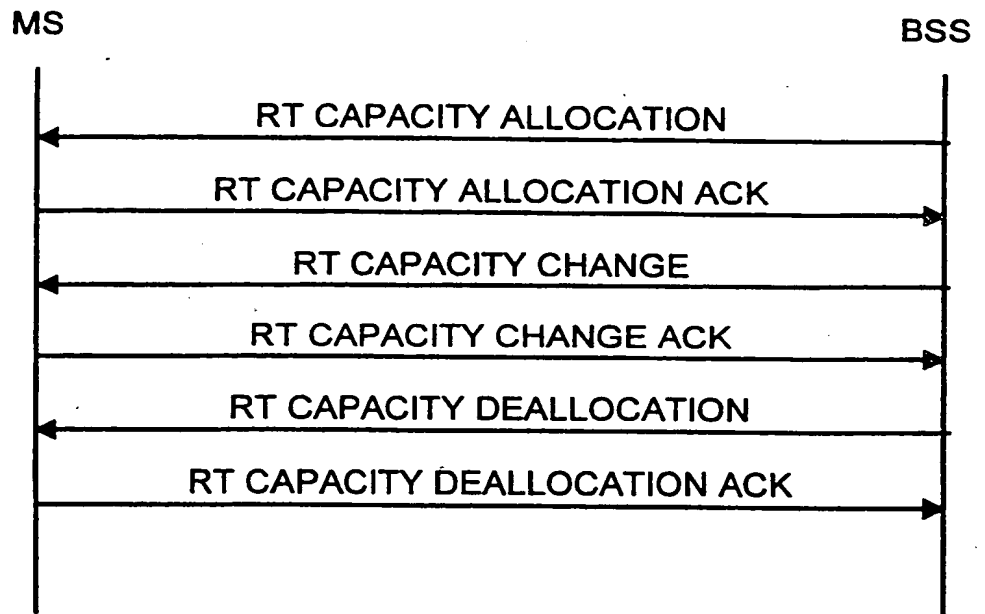 MS
BSS
RT CAPACITY ALLOCATION
RT CAPACITY ALLOCATION ACK
RT CAPACITY CHANGE
RT CAPACITY CHANGE ACK
RT CAPACITY DEALLOCATION
RT CAPACITY DEALLOCATION ACK